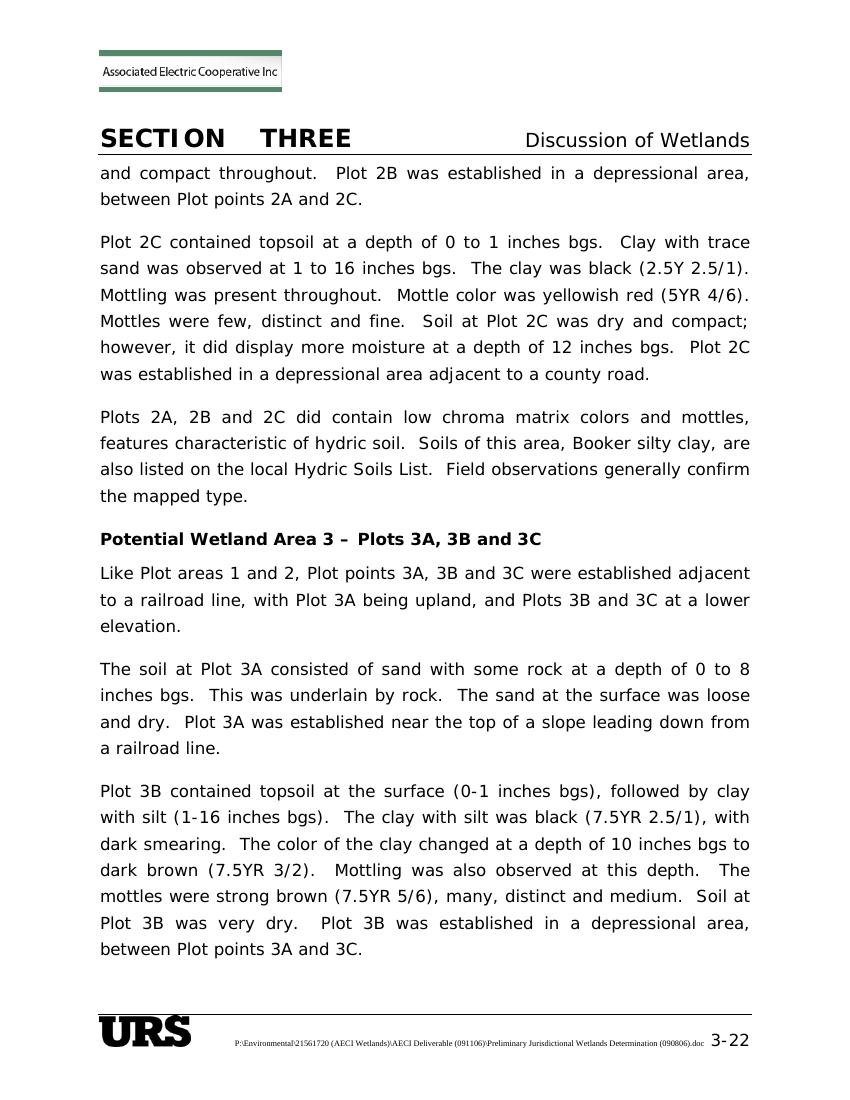 Associated Electric Cooperative Inc
SECTION THREE Discussion of Wetlands
and compact throughout. Plot 2B was established in a depressional area,
between Plot points 2A and 2C.
Plot 2C contained topsoil at a depth of 0 to 1 inches bgs. Clay with trace
sand was observed at 1 to 16 inches bgs. The clay was black (2.5Y 2.5/1).
Mottling was present throughout. Mottle color was yellowish red (5YR 4/6).
Mottles were few, distinct and fine. Soil at Plot 2C was dry and compact;
however, it did display more moisture at a depth of 12 inches bgs. Plot 2C
was established in a depressional area adjacent to a county road.
Plots 2A, 2B and 2C did contain low chroma matrix colors and mottles,
features characteristic of hydric soil. Soils of this area, Booker silty clay, are
also listed on the local Hydric Soils List. Field observations generally confirm
the mapped type.
Potential Wetland Area 3 – Plots 3A, 3B and 3C
Like Plot areas 1 and 2, Plot points 3A, 3B and 3C were established adjacent
to a railroad line, with Plot 3A being upland, and Plots 3B and 3C at a lower
elevation.
The soil at Plot 3A consisted of sand with some rock at a depth of 0 to 8
inches bgs. This was underlain by rock. The sand at the surface was loose
and dry. Plot 3A was established near the top of a slope leading down from
a railroad line.
Plot 3B contained topsoil at the surface (0-1 inches bgs), followed by clay
with silt (1-16 inches bgs). The clay with silt was black (7.5YR 2.5/1), with
dark smearing. The color of the clay changed at a depth of 10 inches bgs to
dark brown (7.5YR 3/2). Mottling was also observed at this depth. The
mottles were strong brown (7.5YR 5/6), many, distinct and medium. Soil at
Plot 3B was very dry. Plot 3B was established in a depressional area,
between Plot points 3A and 3C.
URS P:\Environmental\21561720 (AECI Wetlands)\AECI Deliverable (091106)\Preliminary Jurisdictional Wetlands Determination (090806).doc 3-22